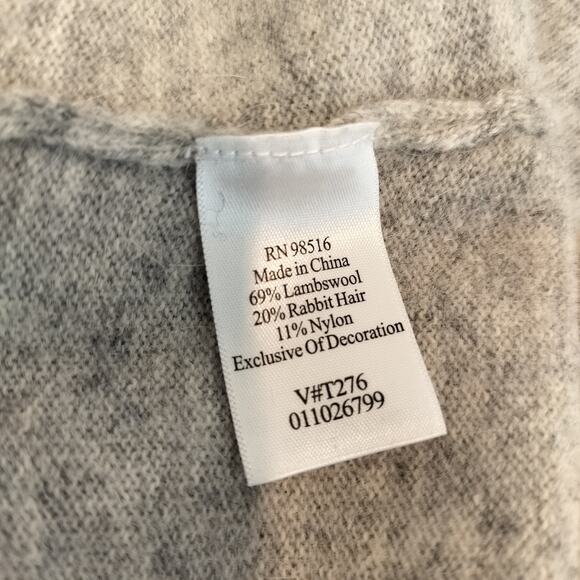 RN 98516
Made in China
69% Lambswool
20% Rabbit Hair
11% Nylon
Exclusive Of Decoration
V#T276
011026799